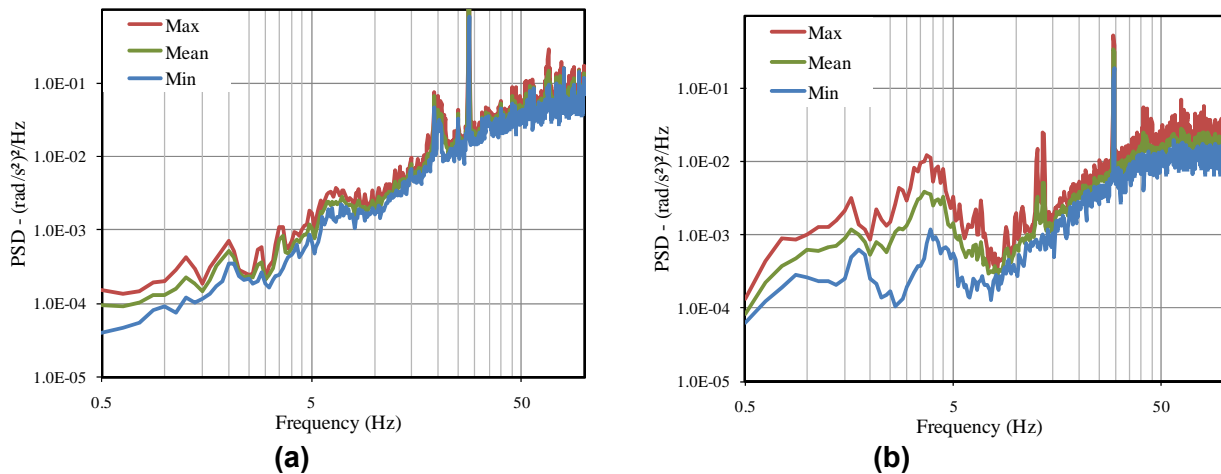 Max
Mean
Min
PSD - (rad/s²)²/Hz
1.0E-01
1.0E-02
1.0E-03
1.0E-04
1.0E-05
0.5 5 50
Frequency (Hz)
(a)
Max
Mean
Min
PSD - (rad/s²)²/Hz
1.0E-01
1.0E-02
1.0E-03
1.0E-04
1.0E-05
0.5 5 50
Frequency (Hz)
(b)